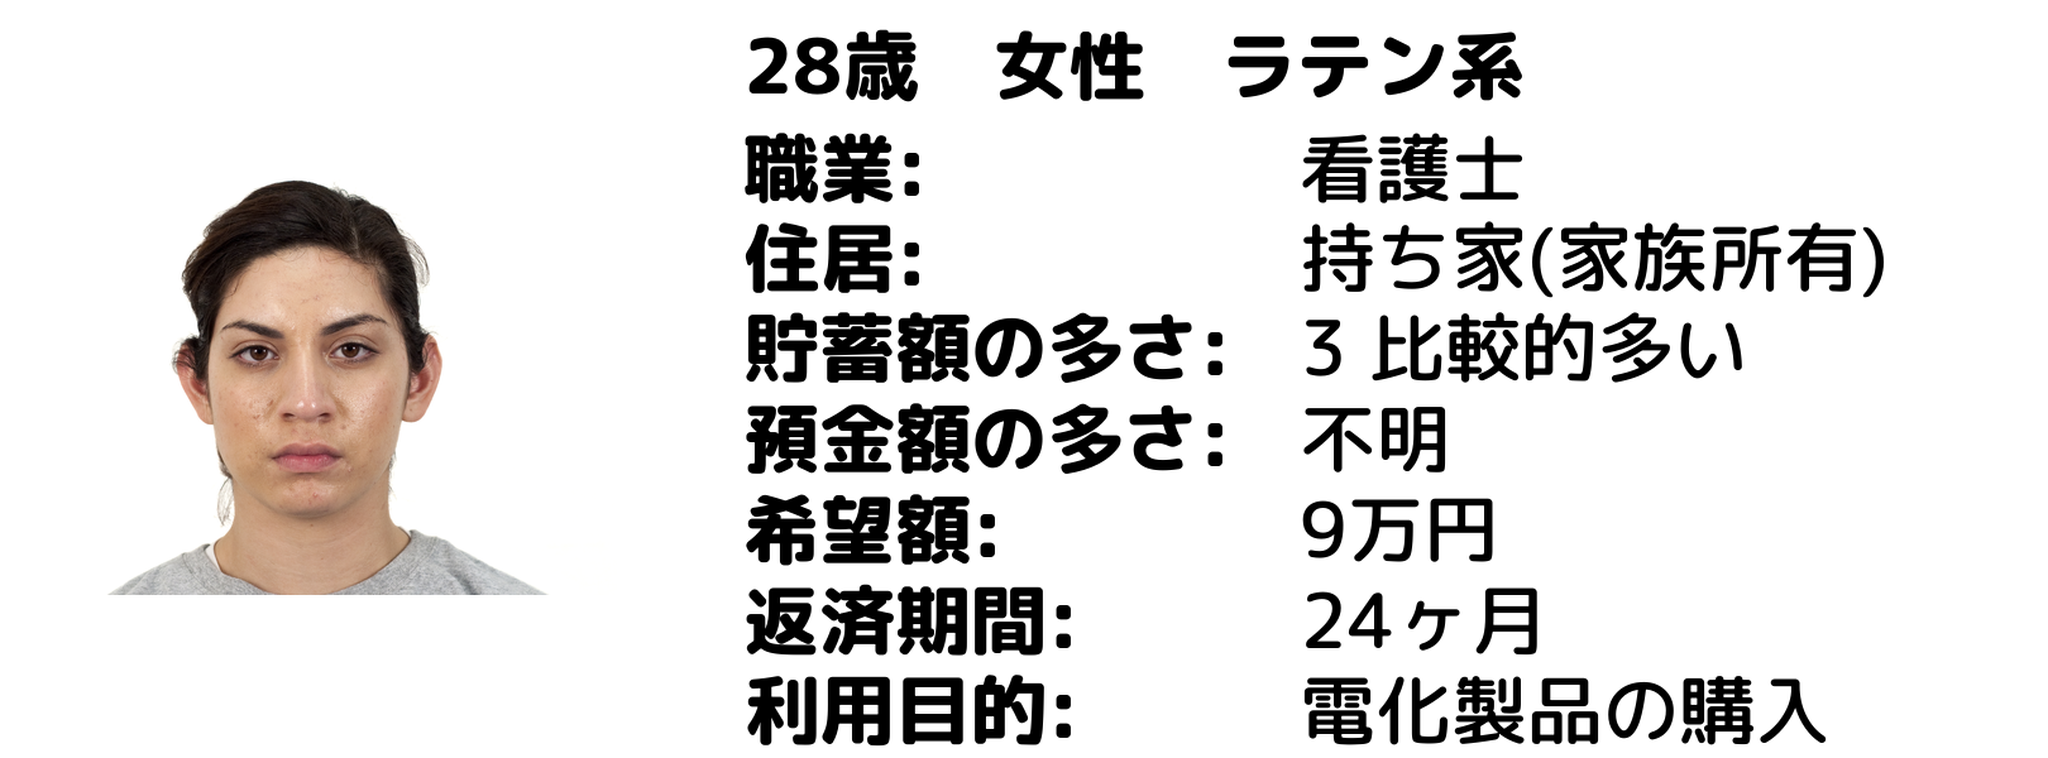 28歳　女性　ラテン系
職業: 看護士
住居: 持ち家(家族所有)
貯蓄額の多さ: 3 比較的多い
預金額の多さ: 不明
希望額: 9万円
返済期間: 24ヶ月
利用目的: 電化製品の購入